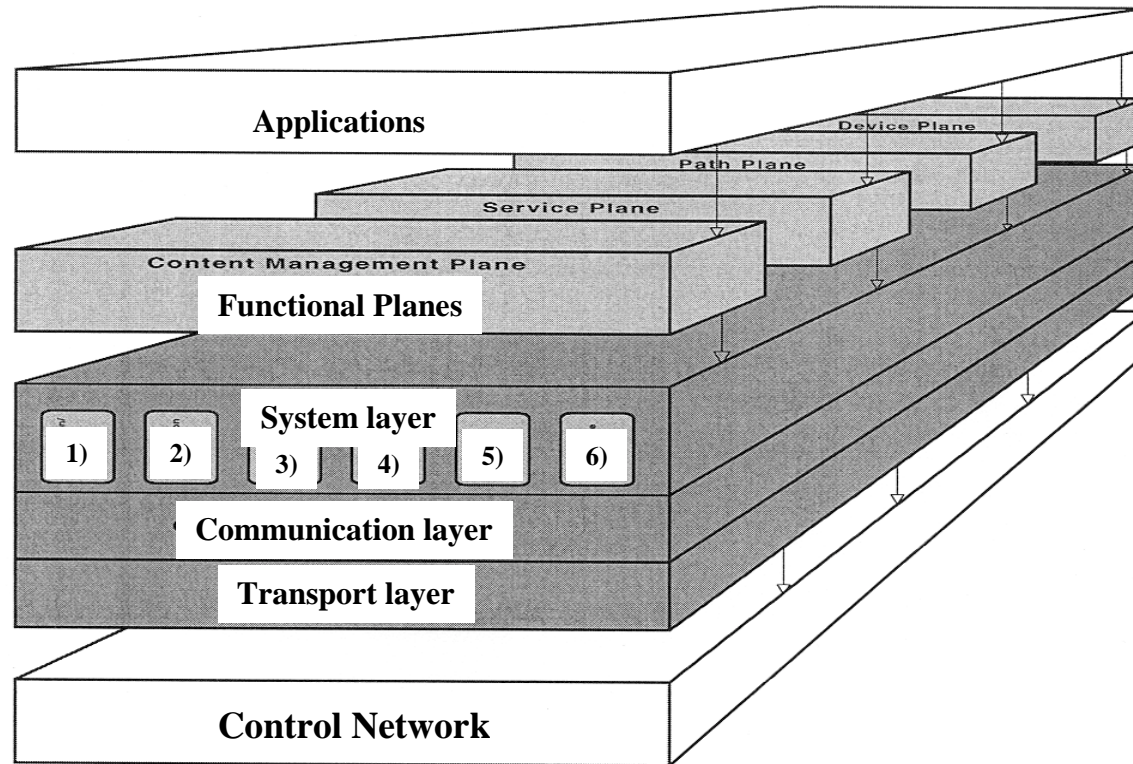 Applications
Device Plane
Path Plane
Service Plane
Content Management Plane
Functional Planes
System layer
1) 2) 3) 4) 5) 6)
Communication layer
Transport layer
Control Network